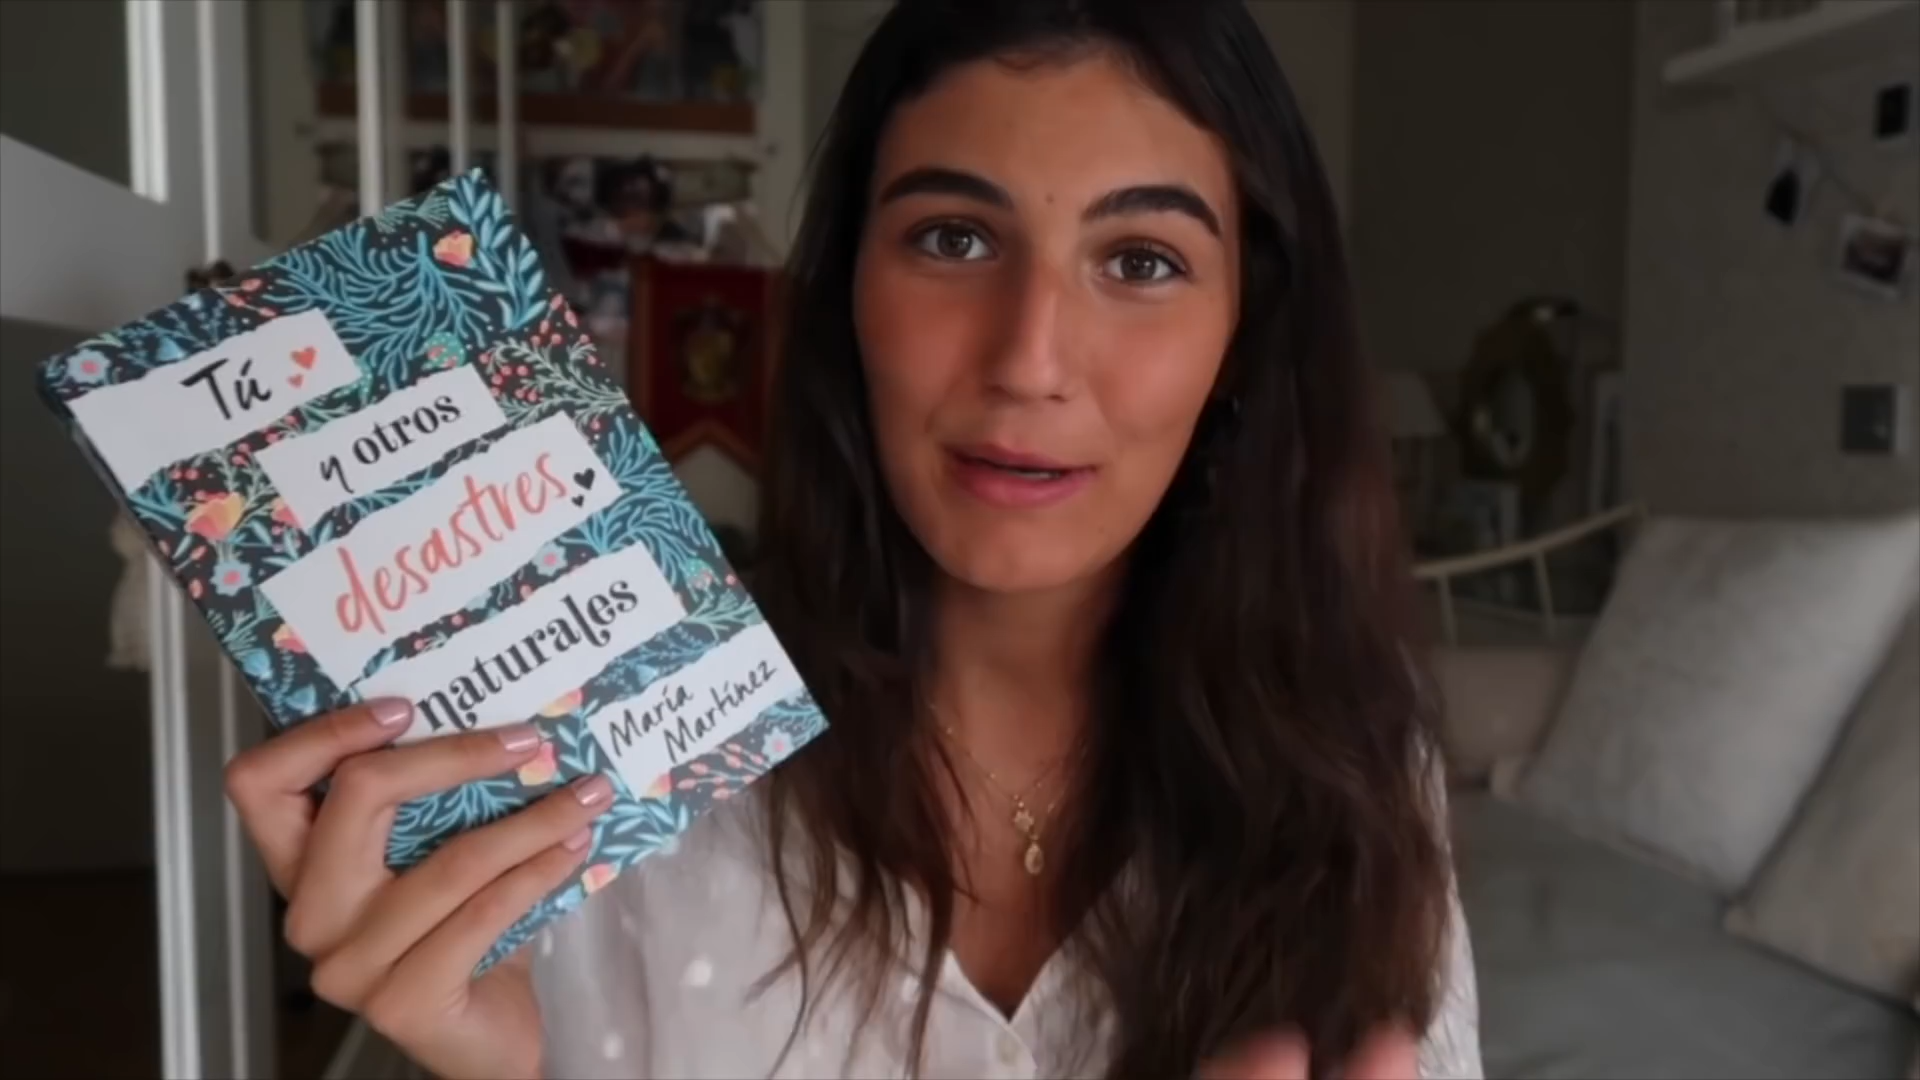 Tú
y otros
desastres
naturales
María
Martínez